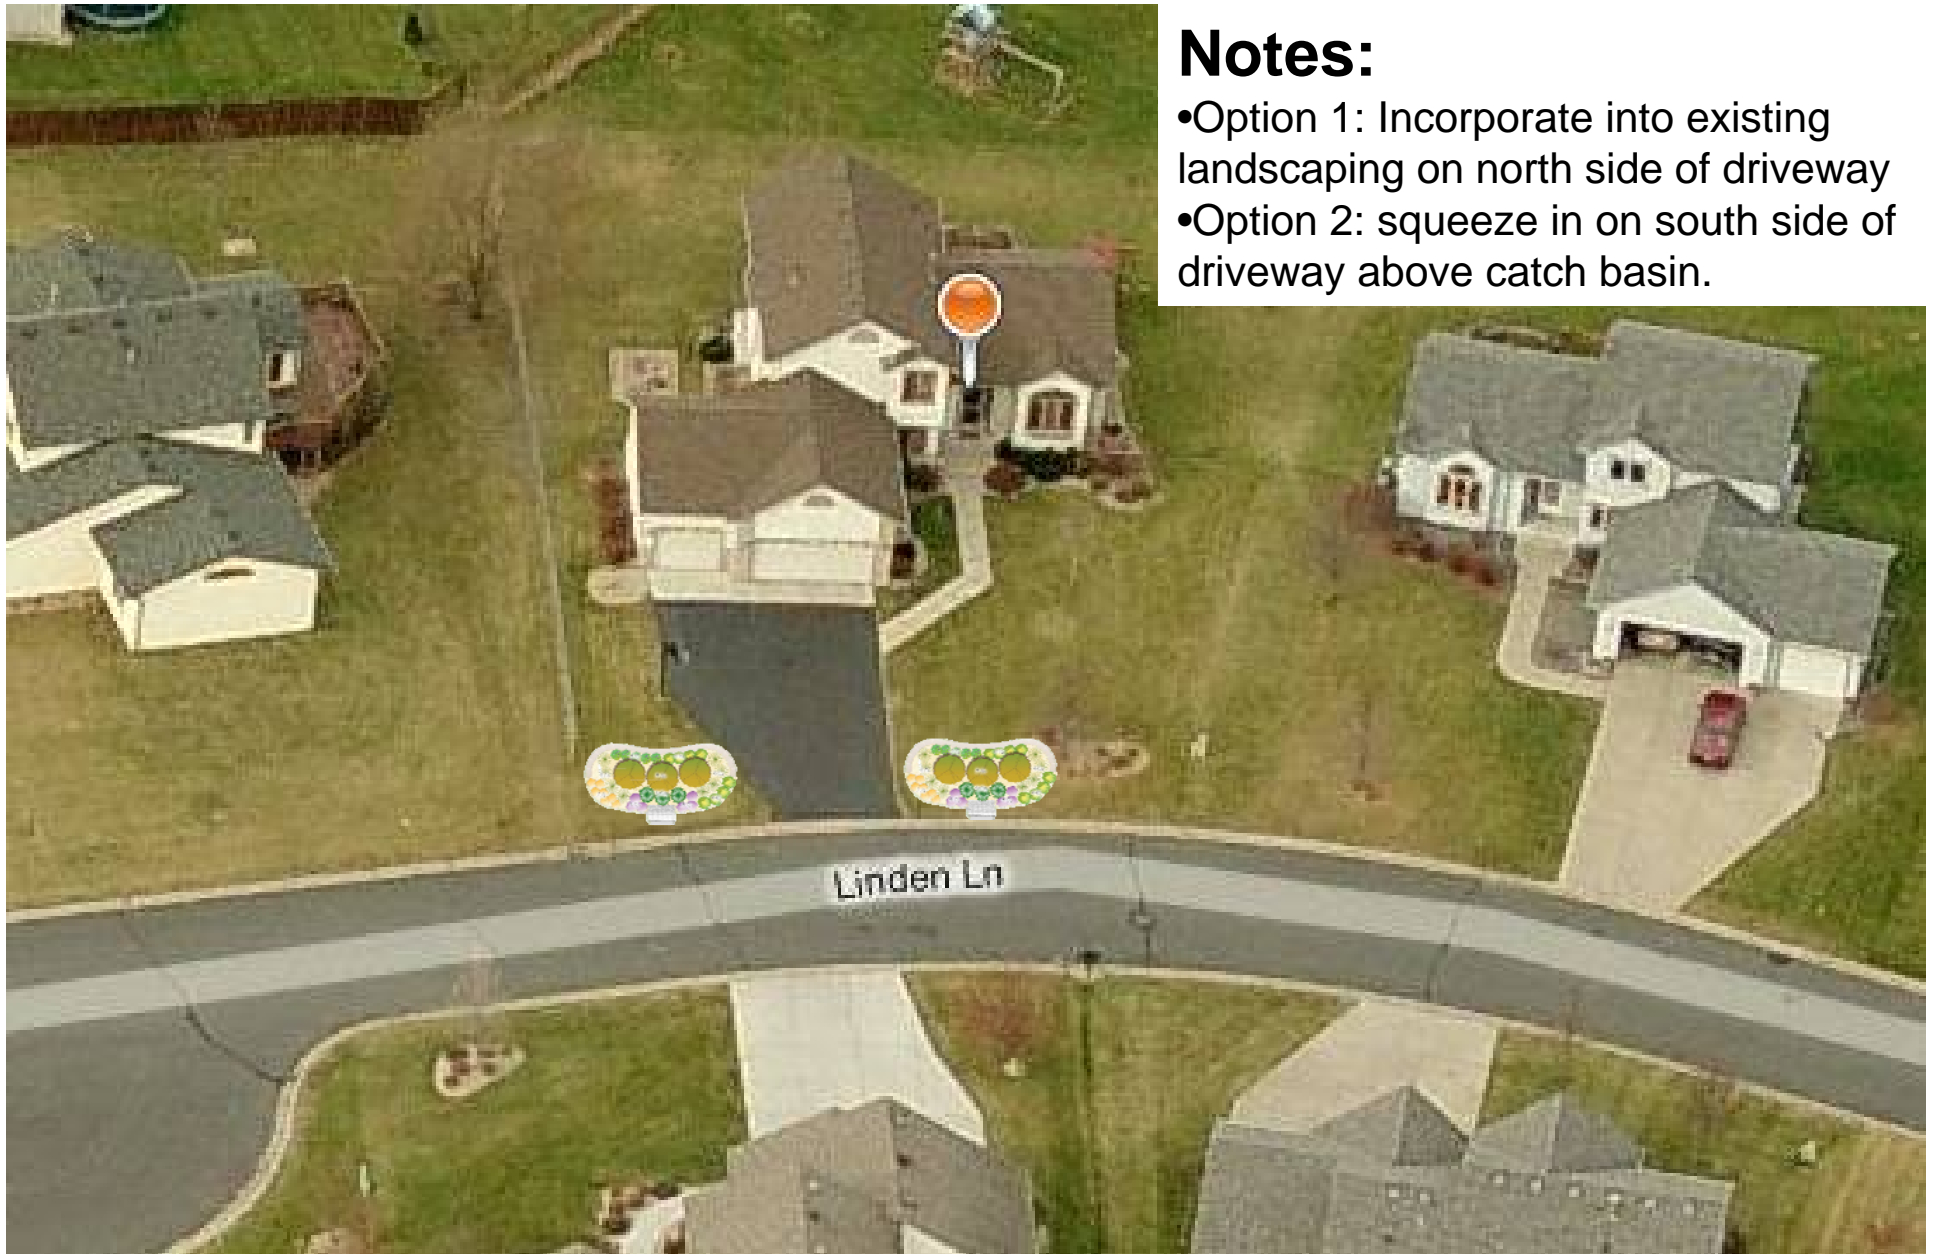 Notes:
•Option 1: Incorporate into existing
landscaping on north side of driveway
•Option 2: squeeze in on south side of
driveway above catch basin.
Linden Ln